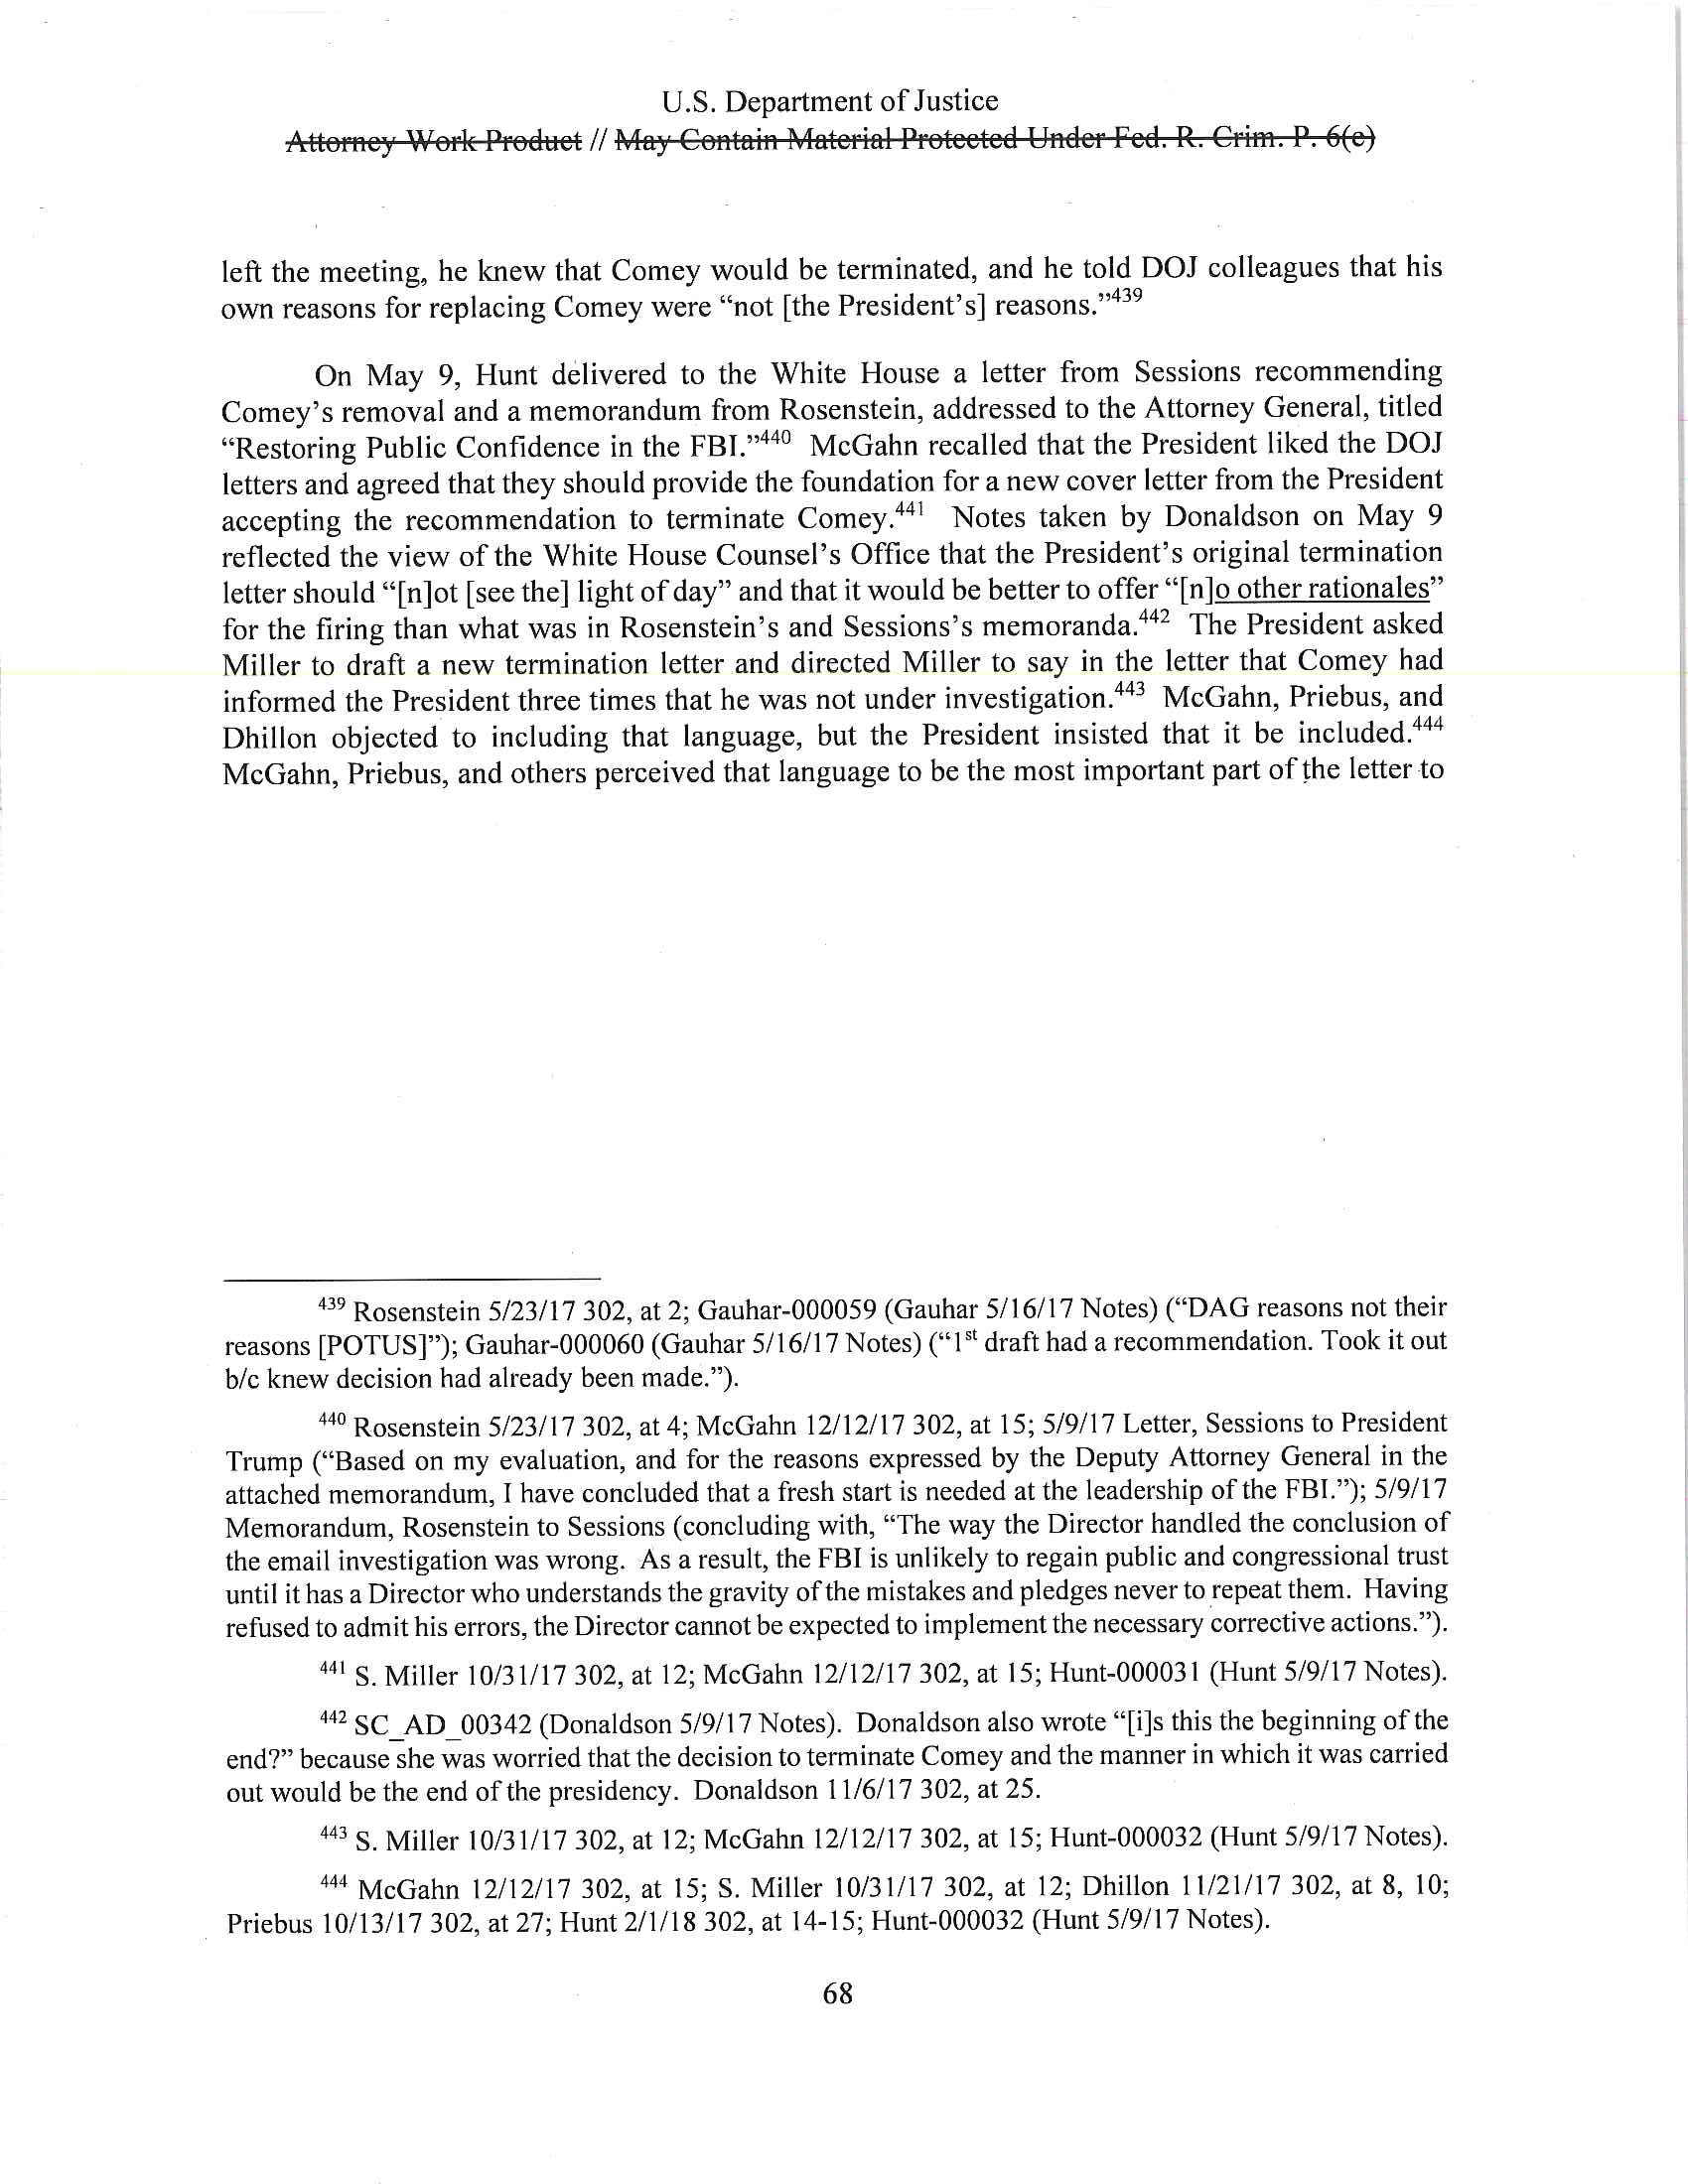 U.S. Department of Justice
Attorney Work Product // May Contain Material Protected Under Fed. R. Crim. P. 6(e)
left the meeting, he knew that Comey would be terminated, and he told DOJ colleagues that his
own reasons for replacing Comey were “not [the President’s] reasons.”439
On May 9, Hunt delivered to the White House a letter from Sessions recommending
Comey’s removal and a memorandum from Rosenstein, addressed to the Attorney General, titled
“Restoring Public Confidence in the FBI.”440 McGahn recalled that the President liked the DOJ
letters and agreed that they should provide the foundation for a new cover letter from the President
accepting the recommendation to terminate Comey.441 Notes taken by Donaldson on May 9
reflected the view of the White House Counsel’s Office that the President’s original termination
letter should “[n]ot [see the] light of day” and that it would be better to offer “[n]o other rationales”
for the firing than what was in Rosenstein’s and Sessions’s memoranda.442 The President asked
Miller to draft a new termination letter and directed Miller to say in the letter that Comey had
informed the President three times that he was not under investigation.443 McGahn, Priebus, and
Dhillon objected to including that language, but the President insisted that it be included.444
McGahn, Priebus, and others perceived that language to be the most important part of the letter to
439 Rosenstein 5/23/17 302, at 2; Gauhar-000059 (Gauhar 5/16/17 Notes) (“DAG reasons not their
reasons [POTUS]”); Gauhar-000060 (Gauhar 5/16/17 Notes) (“1st draft had a recommendation. Took it out
b/c knew decision had already been made.”).
440 Rosenstein 5/23/17 302, at 4; McGahn 12/12/17 302, at 15; 5/9/17 Letter, Sessions to President
Trump (“Based on my evaluation, and for the reasons expressed by the Deputy Attorney General in the
attached memorandum, I have concluded that a fresh start is needed at the leadership of the FBI.”); 5/9/17
Memorandum, Rosenstein to Sessions (concluding with, “The way the Director handled the conclusion of
the email investigation was wrong. As a result, the FBI is unlikely to regain public and congressional trust
until it has a Director who understands the gravity of the mistakes and pledges never to repeat them. Having
refused to admit his errors, the Director cannot be expected to implement the necessary corrective actions.”).
441 S. Miller 10/31/17 302, at 12; McGahn 12/12/17 302, at 15; Hunt-000031 (Hunt 5/9/17 Notes).
442 SC_AD_00342 (Donaldson 5/9/17 Notes). Donaldson also wrote “[i]s this the beginning of the
end?” because she was worried that the decision to terminate Comey and the manner in which it was carried
out would be the end of the presidency. Donaldson 11/6/17 302, at 25.
443 S. Miller 10/31/17 302, at 12; McGahn 12/12/17 302, at 15; Hunt-000032 (Hunt 5/9/17 Notes).
444 McGahn 12/12/17 302, at 15; S. Miller 10/31/17 302, at 12; Dhillon 11/21/17 302, at 8, 10;
Priebus 10/13/17 302, at 27; Hunt 2/1/18 302, at 14-15; Hunt-000032 (Hunt 5/9/17 Notes).
68